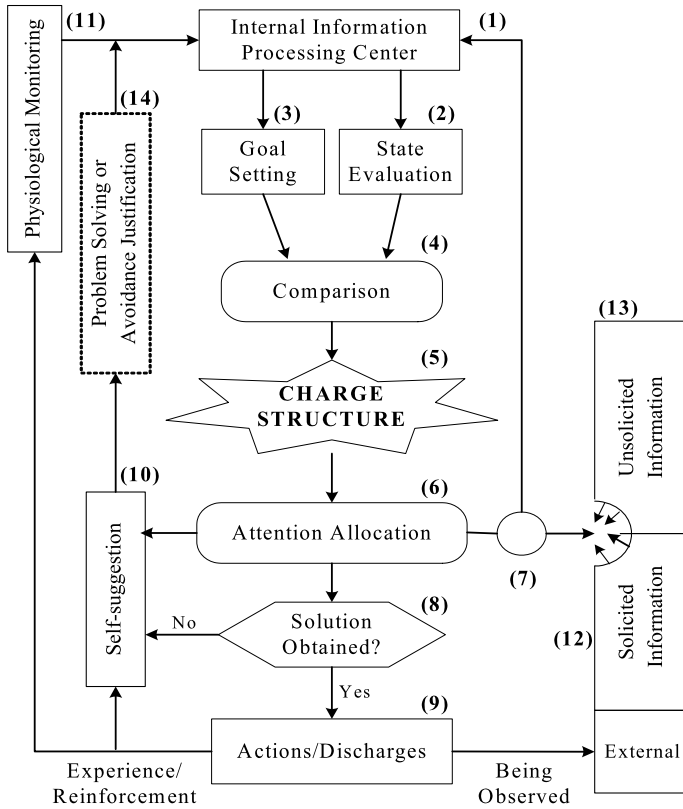 (11)
Internal Information
Processing Center
(1)
Physiological Monitoring
(14)
(3)
(2)
Goal
Setting
State
Evaluation
Problem Solving or
Avoidance Justification
(4)
Comparison
(13)
(5)
CHARGE
STRUCTURE
Unsolicited
Information
(10)
(6)
Attention Allocation
(7)
Self-suggestion
No
(8)
Solution
Obtained?
(12)
Solicited
Information
Yes
(9)
Actions/Discharges
External
Experience/
Reinforcement
Being
Observed